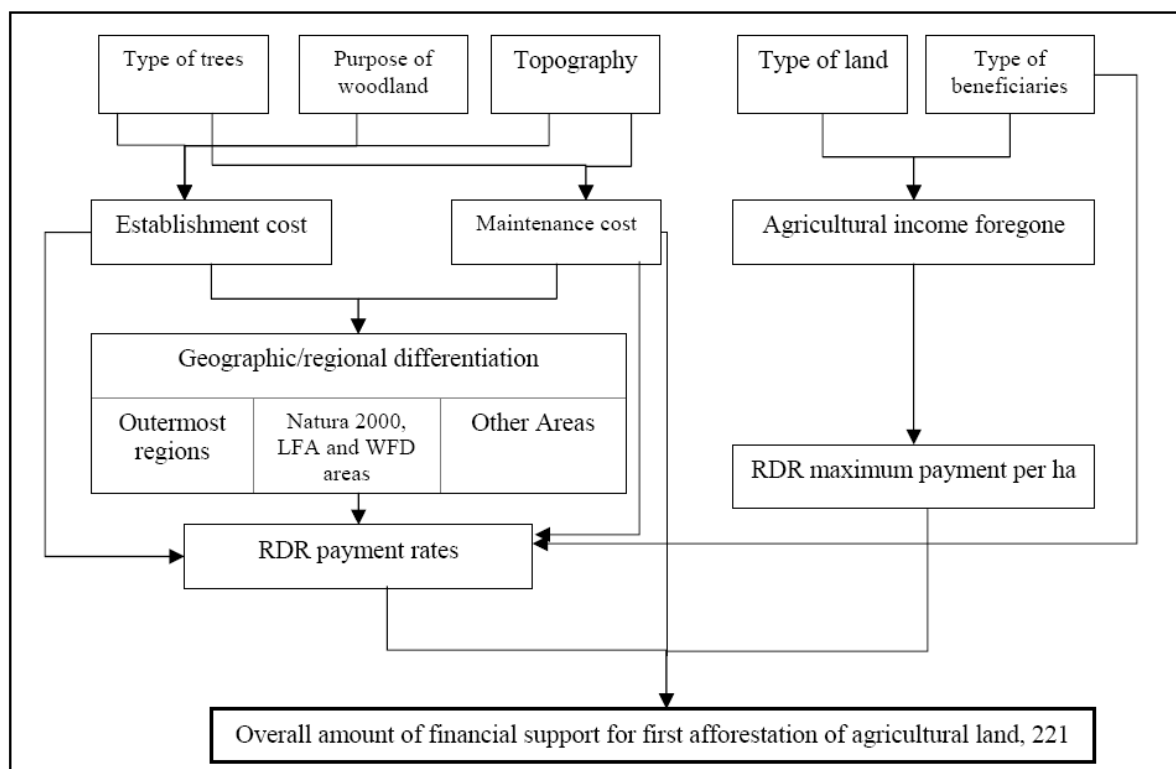 Type of trees
Purpose of
woodland
Topography
Type of land
Type of
beneficiaries
Establishment cost
Maintenance cost
Agricultural income foregone
Geographic/regional differentiation
Outermost
regions
Natura 2000,
LFA and WFD
areas
Other Areas
RDR maximum payment per ha
RDR payment rates
Overall amount of financial support for first afforestation of agricultural land, 221